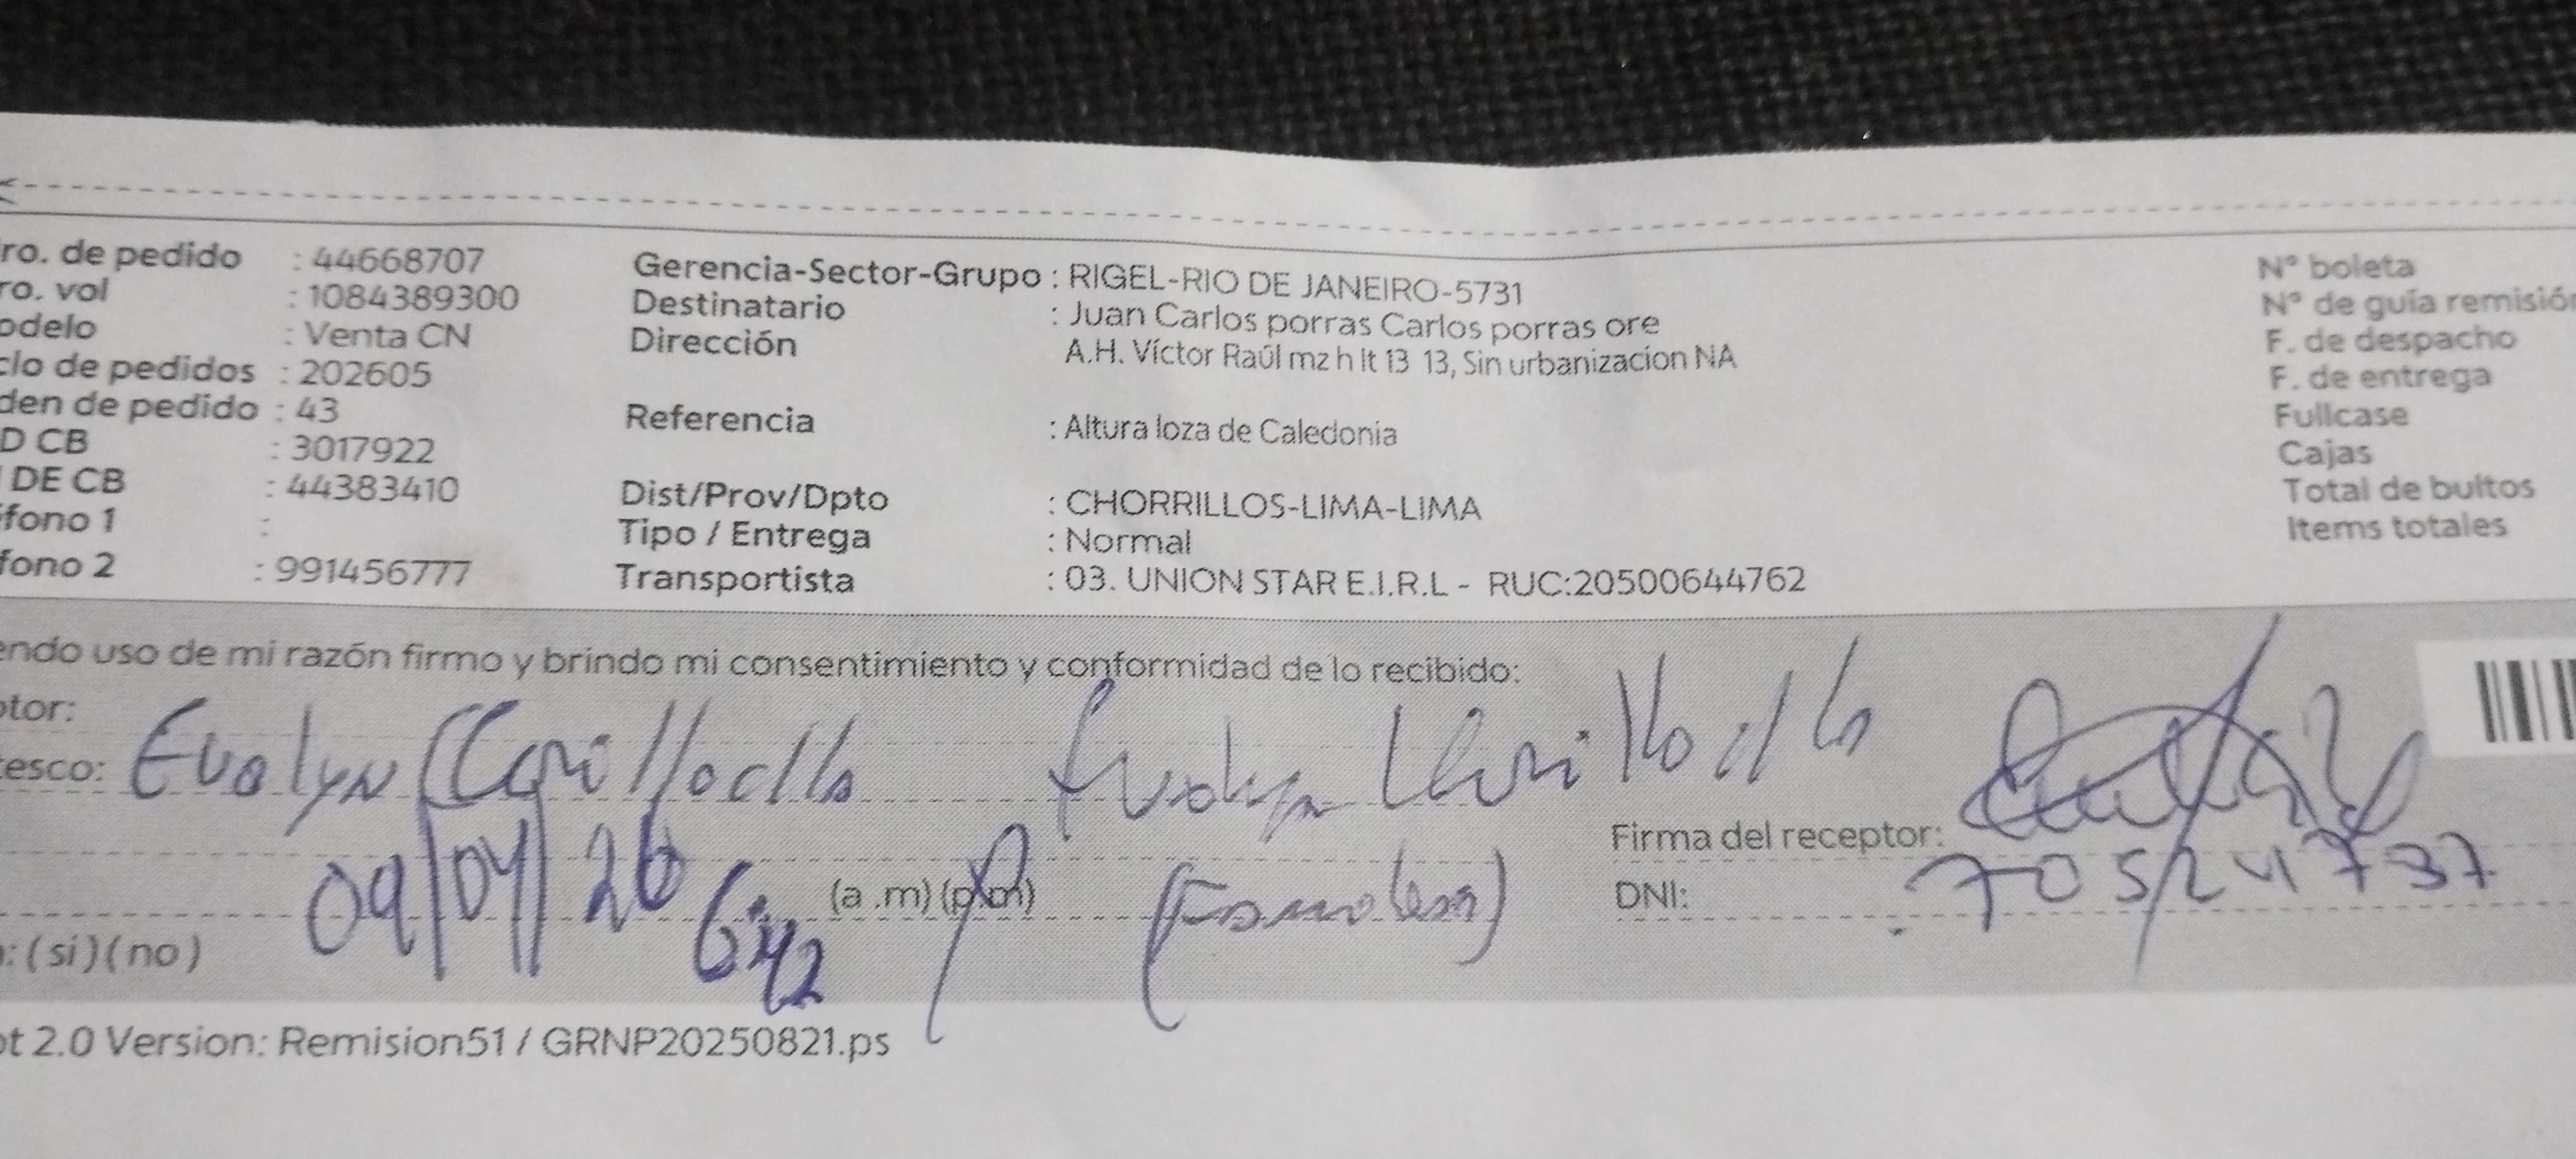 ro. de pedido : 44668707
ro. vol : 1084389300
odelo : Venta CN
clo de pedidos : 202605
den de pedido : 43
D CB : 3017922
DE CB : 44383410
fono 1 :
fono 2 : 991456777
Gerencia-Sector-Grupo : RIGEL-RIO DE JANEIRO-5731
Destinatario : Juan Carlos porras Carlos porras ore
Dirección A.H. Víctor Raúl mz h lt 13 13, Sin urbanizacion NA
Referencia : Altura loza de Caledonia
Dist/Prov/Dpto : CHORRILLOS-LIMA-LIMA
Tipo / Entrega : Normal
Transportista : 03. UNION STAR E.I.R.L - RUC:20500644762
N° boleta
N° de guía remisión
F. de despacho
F. de entrega
Fullcase
Cajas
Total de bultos
Items totales
endo uso de mi razón firmo y brindo mi consentimiento y conformidad de lo recibido:
otor:
esco: Evelyn
09/04/26 6:42 (a .m) (p.m)
Firma del receptor:
DNI:
: ( si ) ( no )
ot 2.0 Version: Remision51 / GRNP20250821.ps